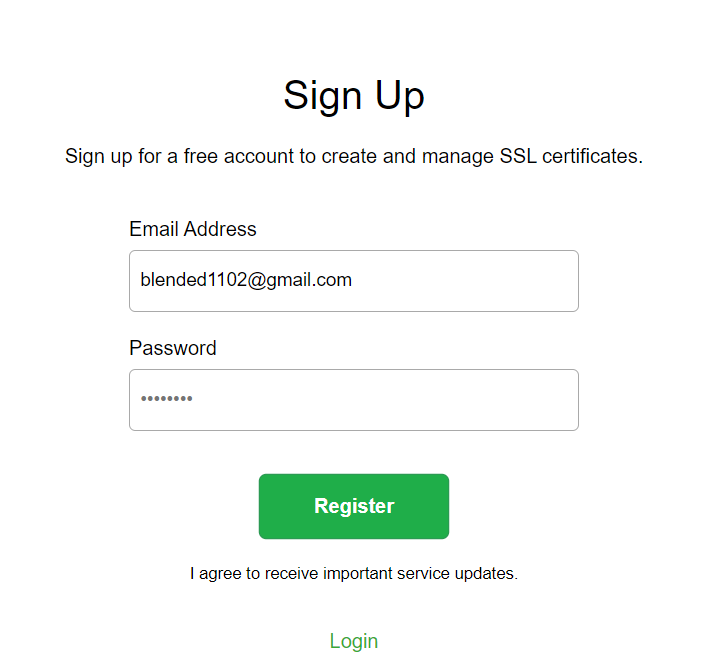 Sign Up
Sign up for a free account to create and manage SSL certificates.
Email Address
blended1102@gmail.com
Password
••••••••
Register
I agree to receive important service updates.
Login